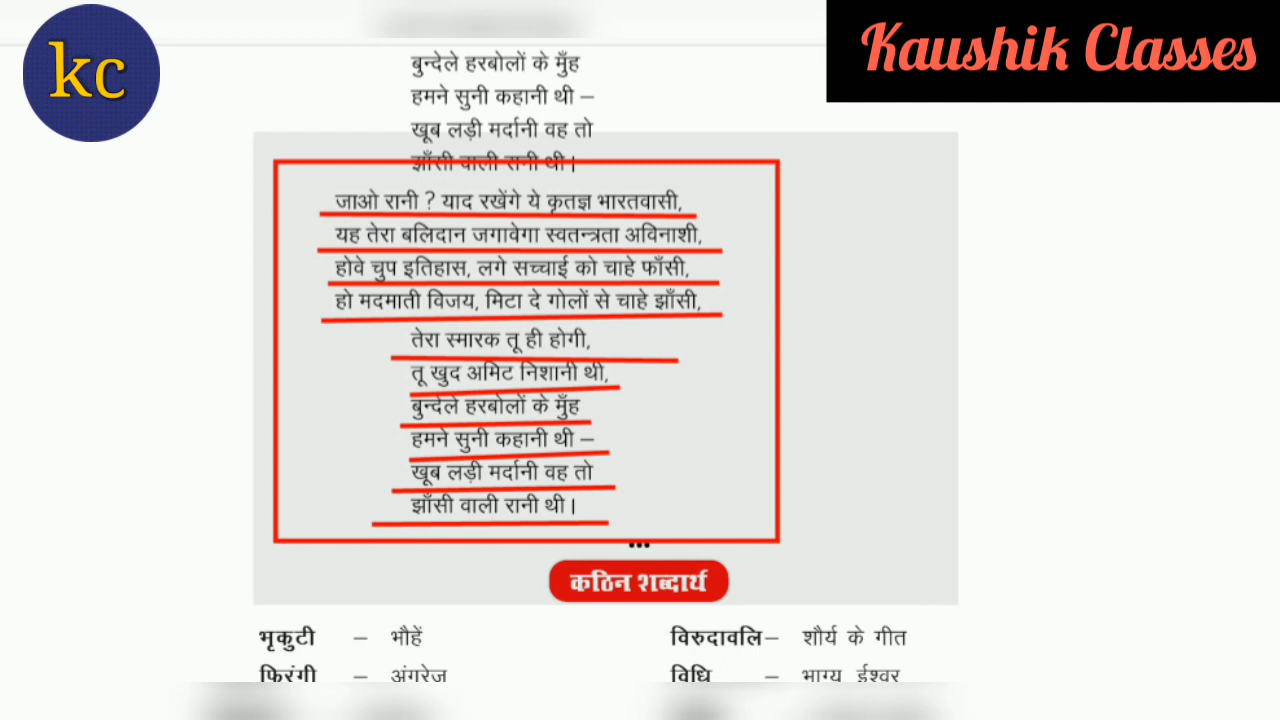 kc
Kaushik Classes
बुन्देले हरबोलों के मुँह
हमने सुनी कहानी थी –
खूब लड़ी मर्दानी वह तो
झाँसी वाली रानी थी।
जाओ रानी ? याद रखेंगे ये कृतज्ञ भारतवासी,
यह तेरा बलिदान जगावेगा स्वतन्त्रता अविनाशी,
होवे चुप इतिहास, लगे सच्चाई को चाहे फाँसी,
हो मदमाती विजय, मिटा दे गोलों से चाहे झाँसी,
तेरा स्मारक तू ही होगी,
तू खुद अमिट निशानी थी,
बुन्देले हरबोलों के मुँह
हमने सुनी कहानी थी –
खूब लड़ी मर्दानी वह तो
झाँसी वाली रानी थी।
•••
कठिन शब्दार्थ
भृकुटी – भौहें विरुदावलि– शौर्य के गीत
फिरंगी – अंगरेज विधि – भाग्य ईश्वर